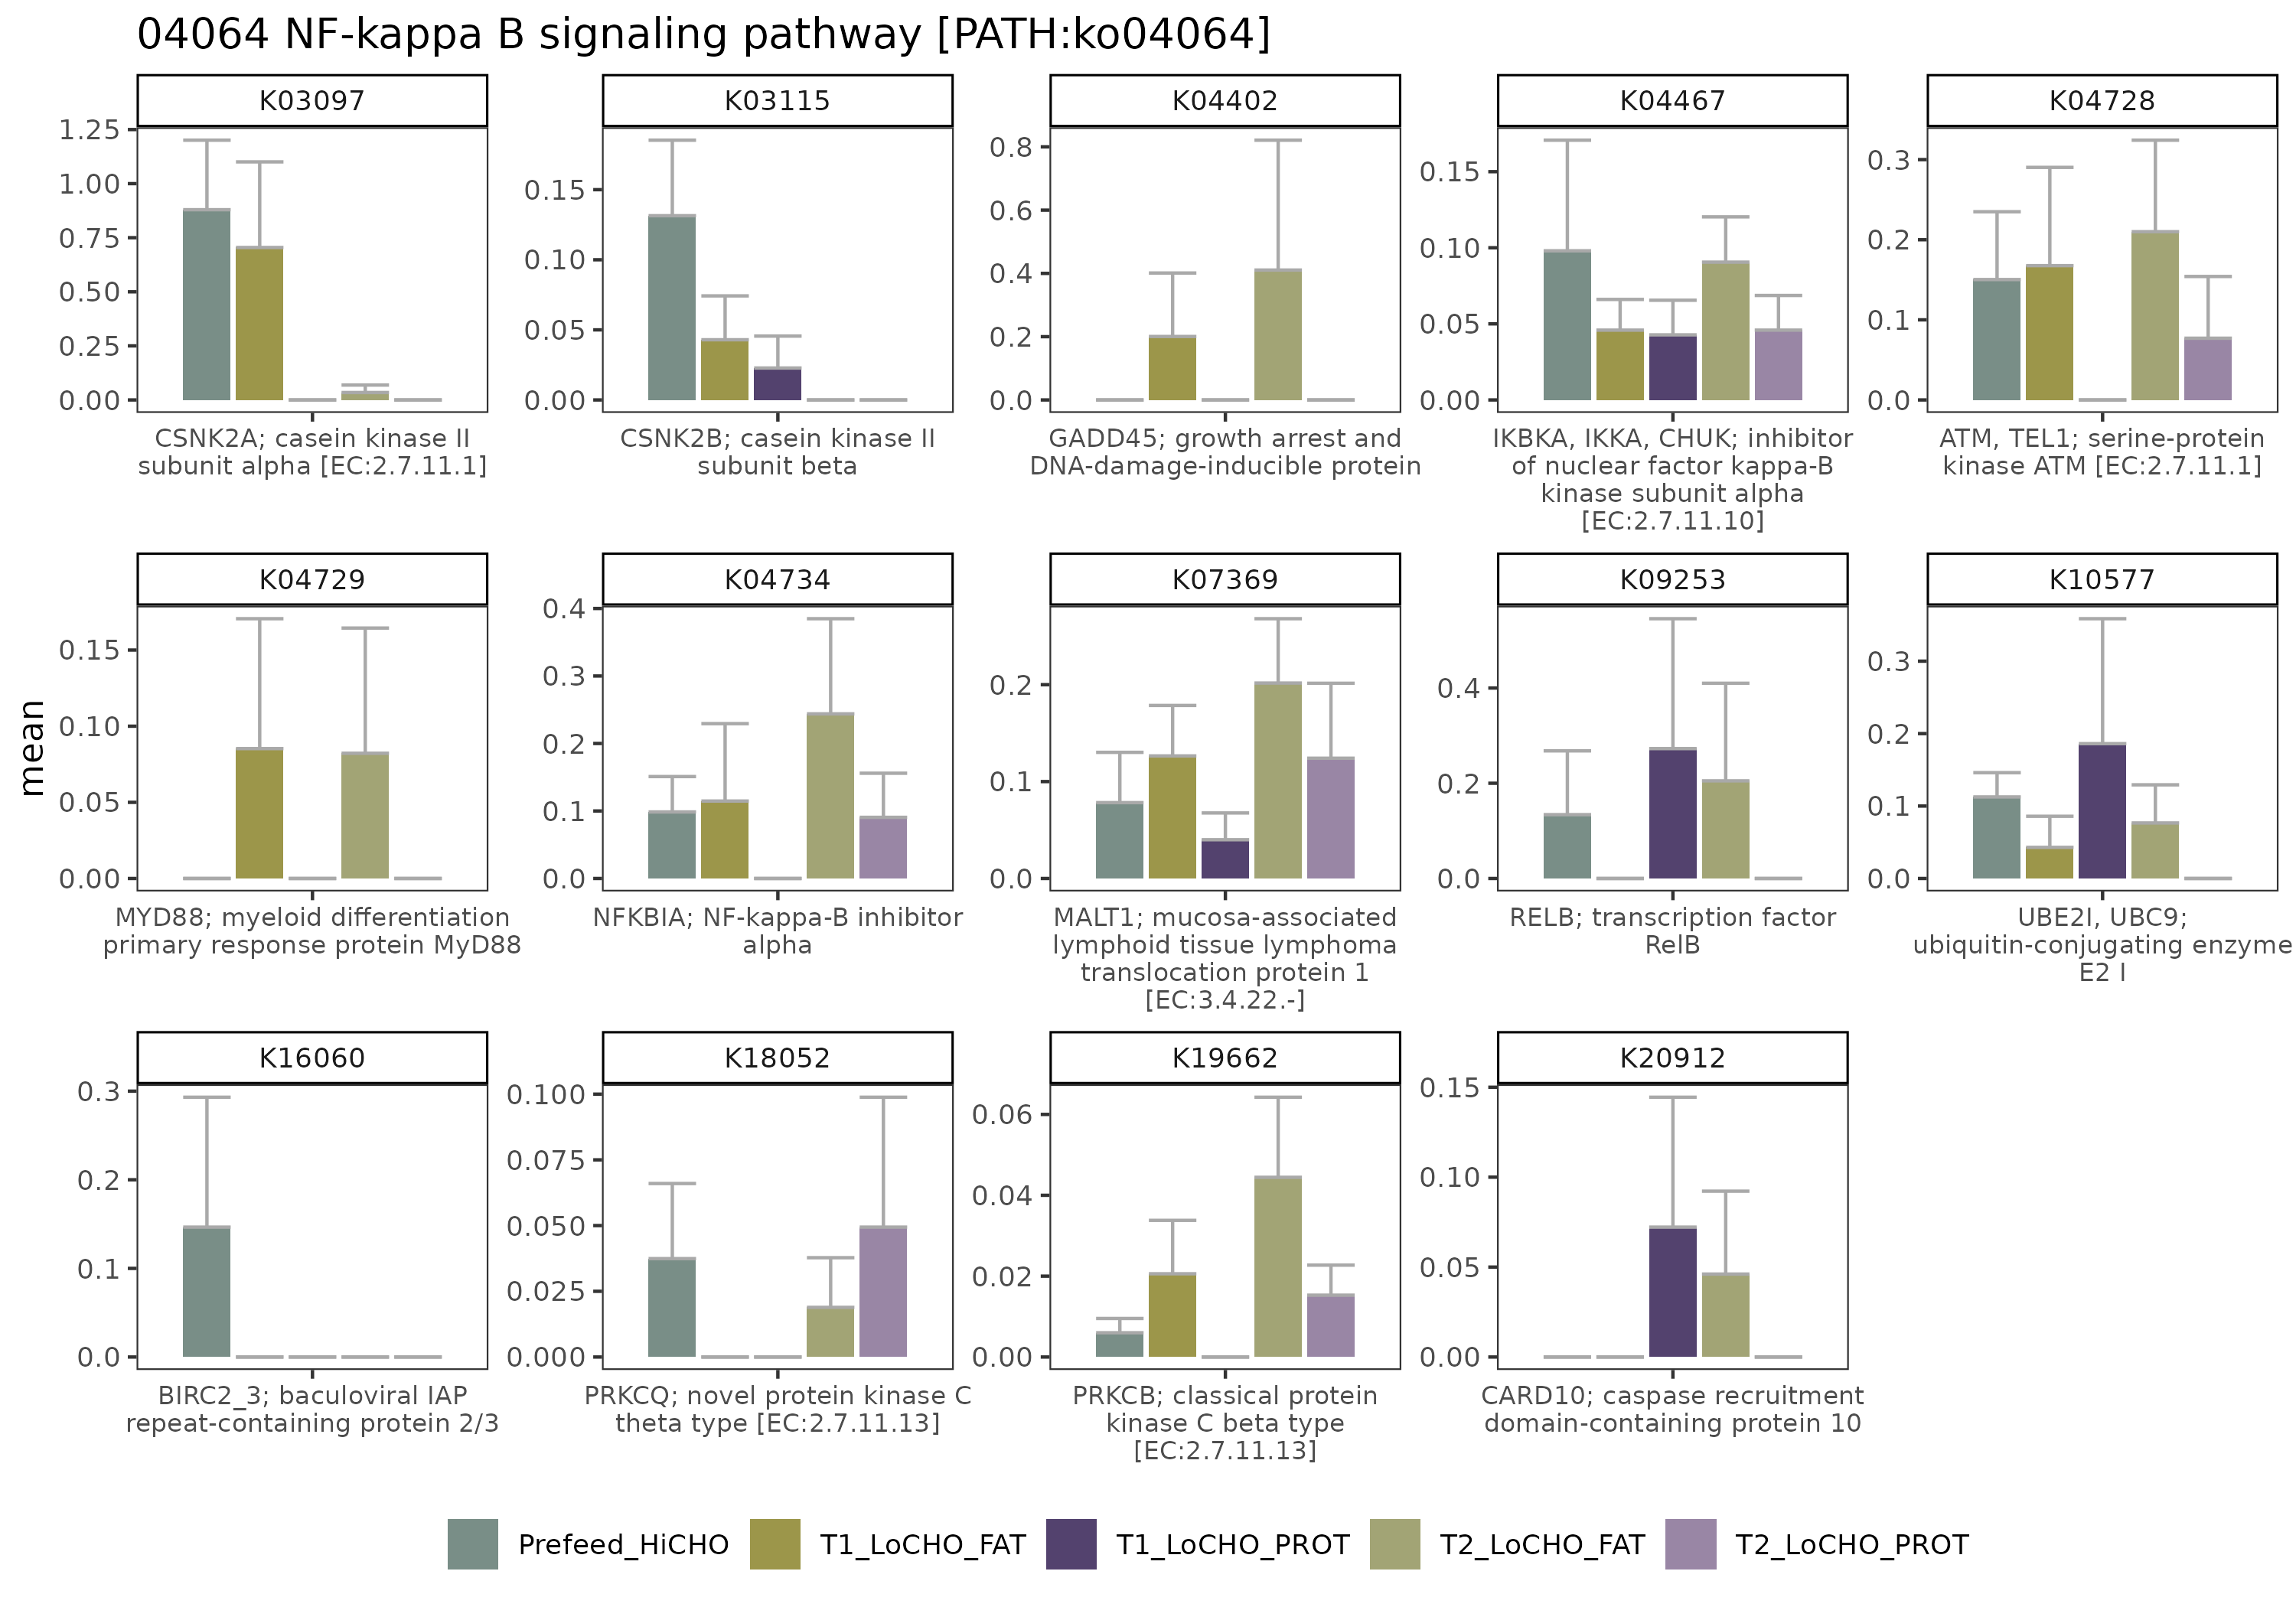 04064 NF-kappa B signaling pathway [PATH:ko04064]
K03097
K03115
K04402
K04467
K04728
1.25
1.00
0.75
0.50
0.25
0.00
0.15
0.10
0.05
0.00
0.8
0.6
0.4
0.2
0.0
0.15
0.10
0.05
0.00
0.3
0.2
0.1
0.0
CSNK2A; casein kinase II
subunit alpha [EC:2.7.11.1]
CSNK2B; casein kinase II
subunit beta
GADD45; growth arrest and
DNA-damage-inducible protein
IKBKA, IKKA, CHUK; inhibitor
of nuclear factor kappa-B
kinase subunit alpha
[EC:2.7.11.10]
ATM, TEL1; serine-protein
kinase ATM [EC:2.7.11.1]
mean
K04729
K04734
K07369
K09253
K10577
0.15
0.10
0.05
0.00
0.4
0.3
0.2
0.1
0.0
0.2
0.1
0.0
0.4
0.2
0.0
0.3
0.2
0.1
0.0
MYD88; myeloid differentiation
primary response protein MyD88
NFKBIA; NF-kappa-B inhibitor
alpha
MALT1; mucosa-associated
lymphoid tissue lymphoma
translocation protein 1
[EC:3.4.22.-]
RELB; transcription factor
RelB
UBE2I, UBC9;
ubiquitin-conjugating enzyme
E2 I
K16060
K18052
K19662
K20912
0.3
0.2
0.1
0.0
0.100
0.075
0.050
0.025
0.000
0.06
0.04
0.02
0.00
0.15
0.10
0.05
0.00
BIRC2_3; baculoviral IAP
repeat-containing protein 2/3
PRKCQ; novel protein kinase C
theta type [EC:2.7.11.13]
PRKCB; classical protein
kinase C beta type
[EC:2.7.11.13]
CARD10; caspase recruitment
domain-containing protein 10
Prefeed_HiCHO
T1_LoCHO_FAT
T1_LoCHO_PROT
T2_LoCHO_FAT
T2_LoCHO_PROT